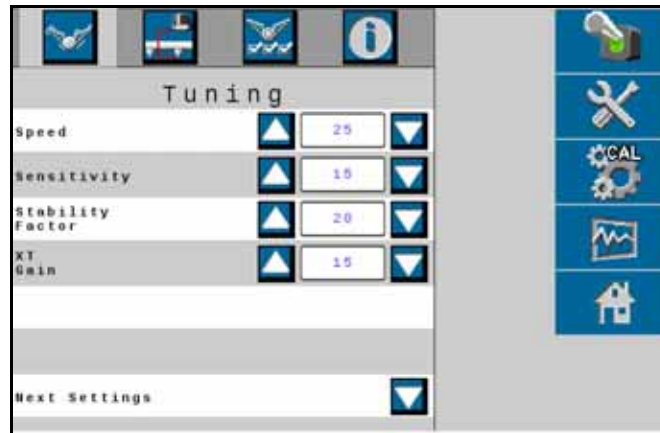 Tuning
Speed 25
Sensitivity 15
Stability
Factor 20
XT
Gain 15
Next Settings
CAL